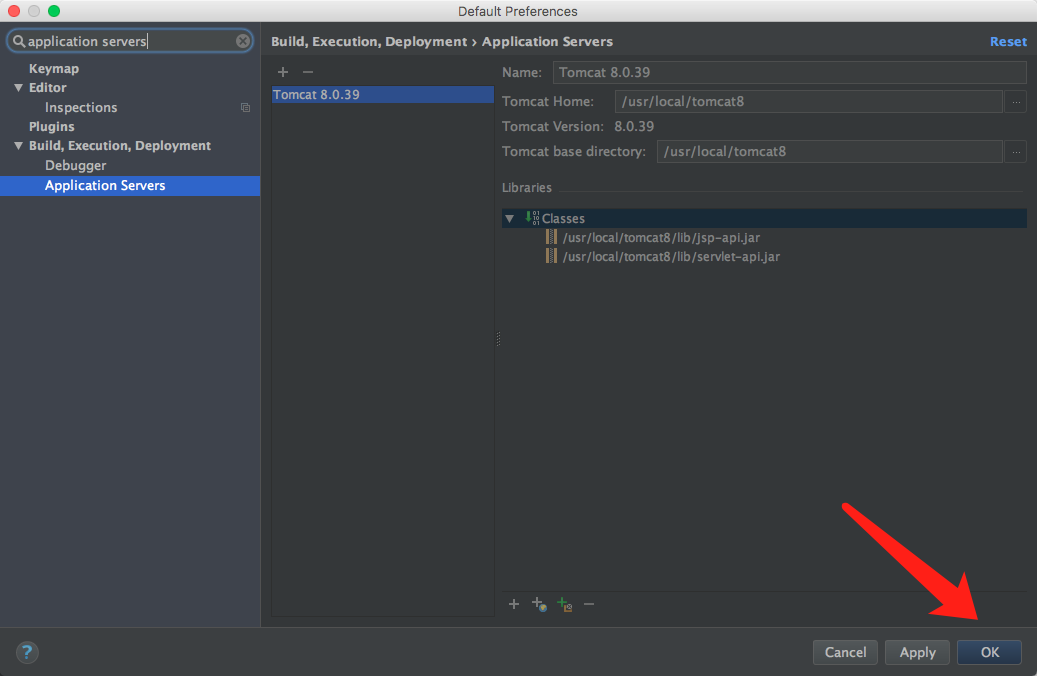 Default Preferences
application servers
Keymap
Editor
Inspections
Plugins
Build, Execution, Deployment
Debugger
Application Servers
Build, Execution, Deployment › Application Servers
Reset
Tomcat 8.0.39
Name: Tomcat 8.0.39
Tomcat Home: /usr/local/tomcat8 ...
Tomcat Version: 8.0.39
Tomcat base directory: /usr/local/tomcat8 ...
Libraries
Classes
/usr/local/tomcat8/lib/jsp-api.jar
/usr/local/tomcat8/lib/servlet-api.jar
? Cancel Apply OK